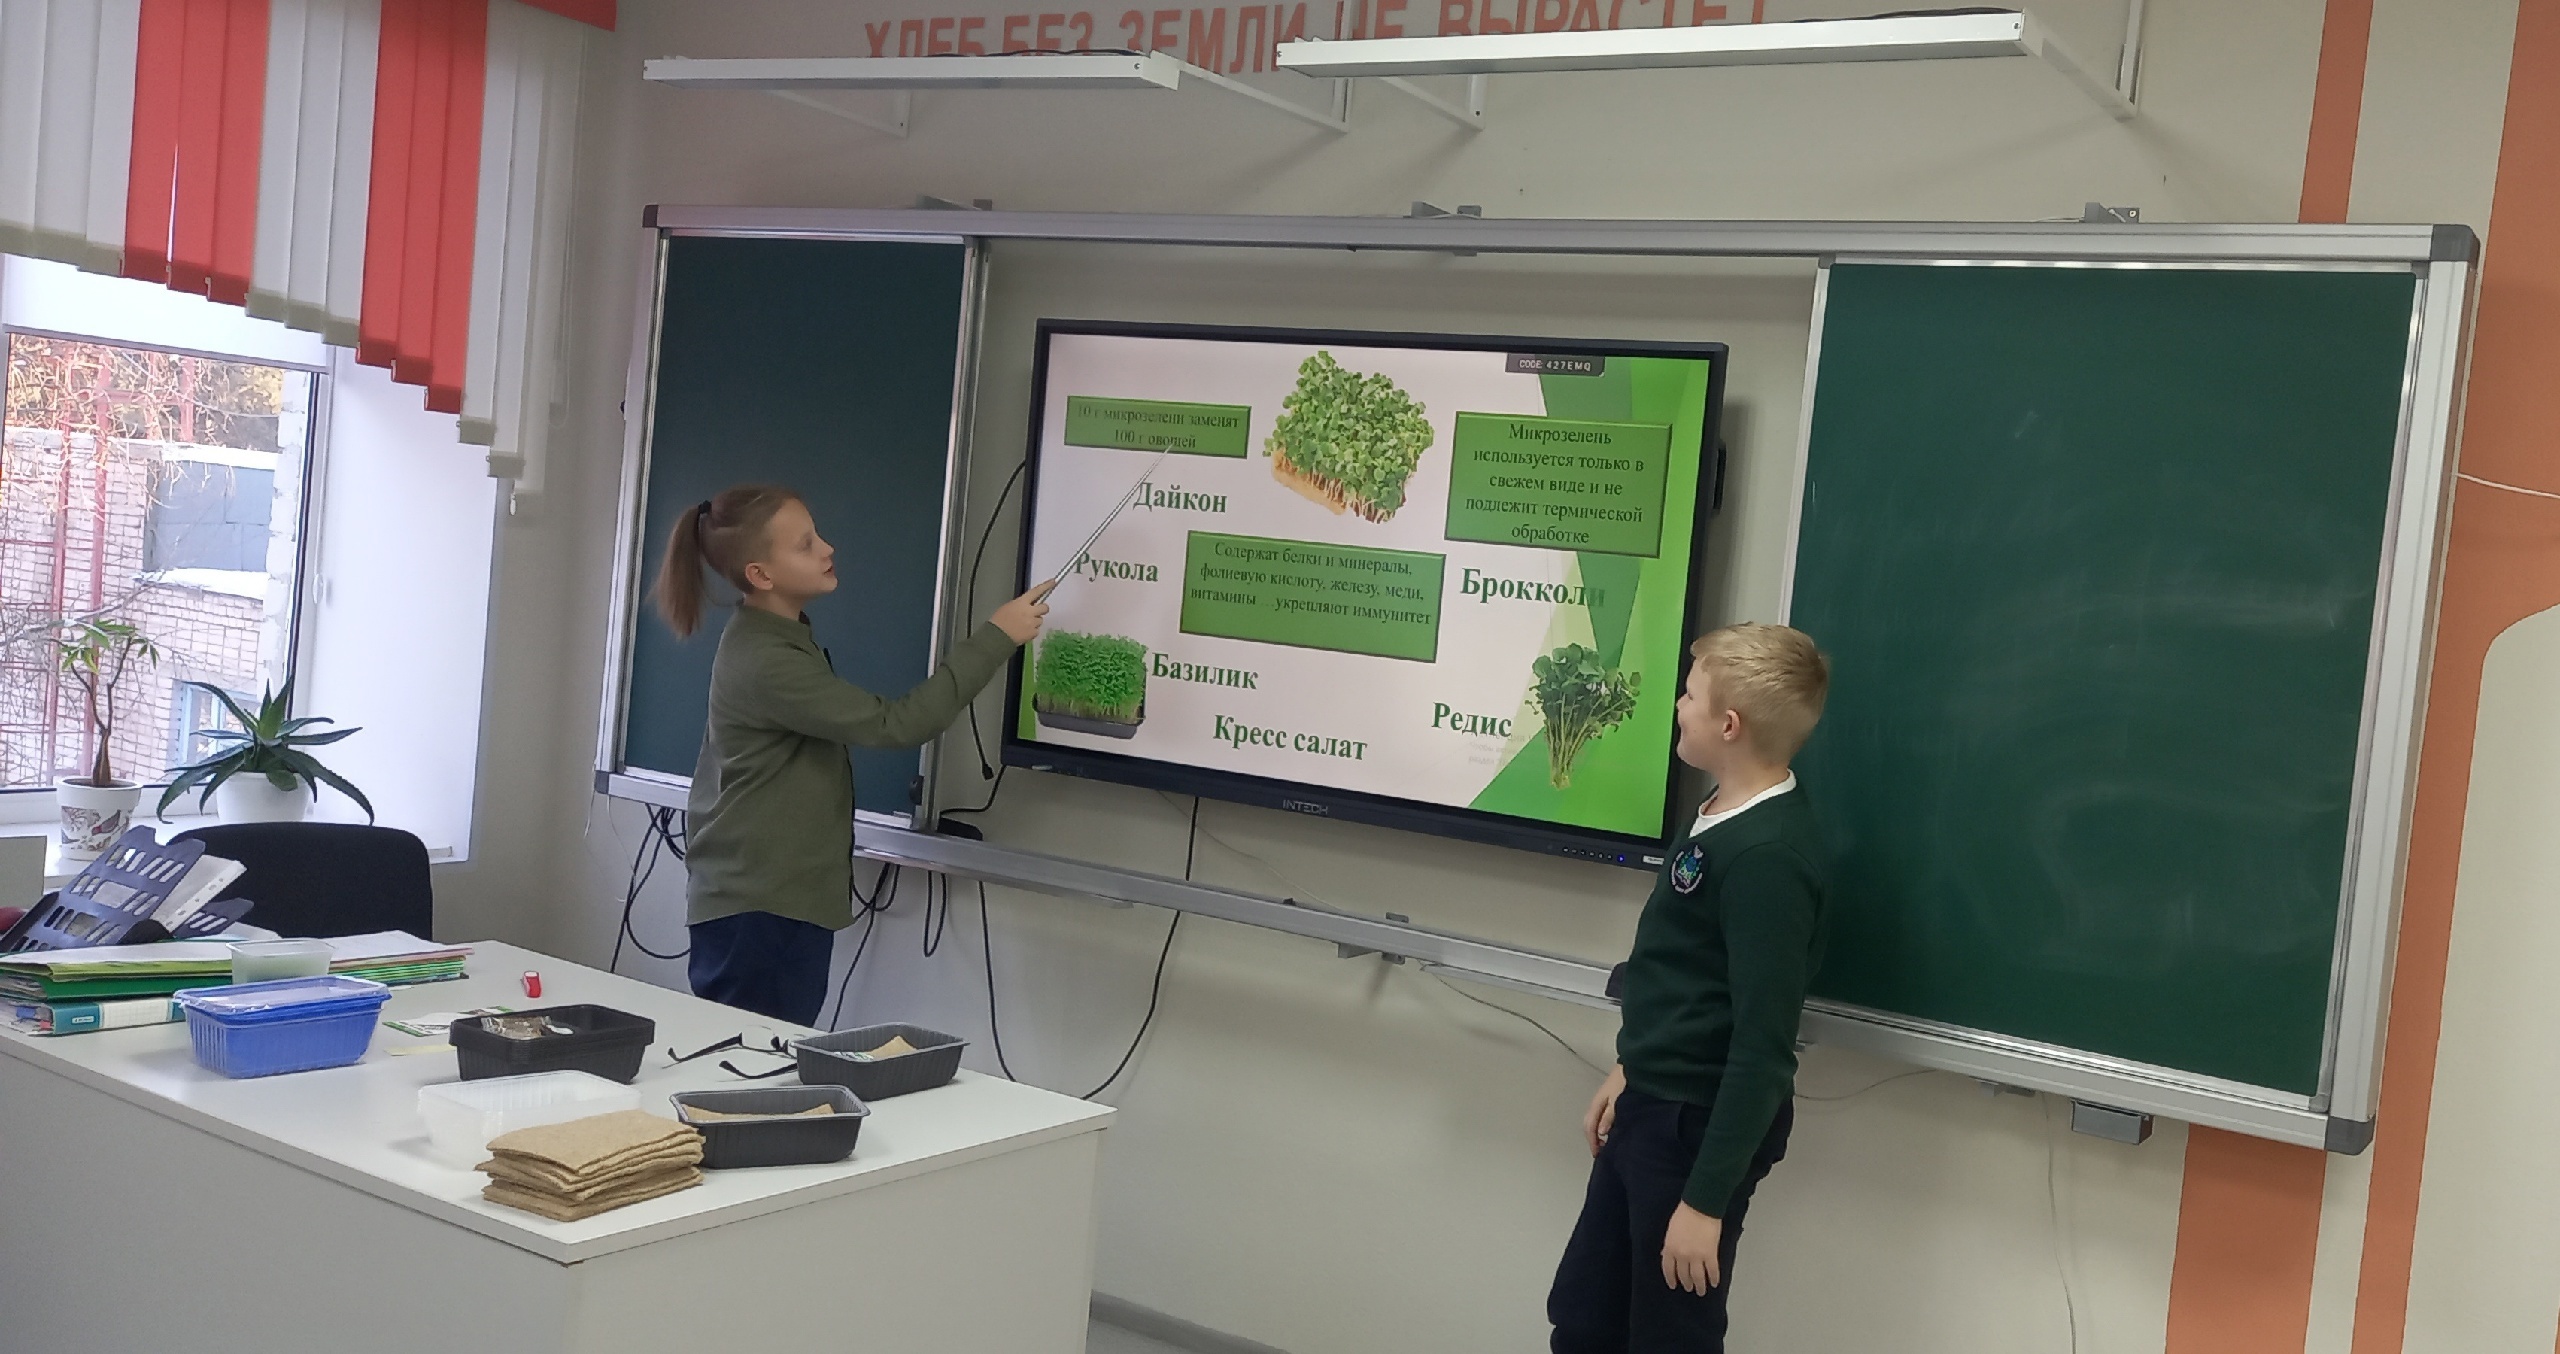 ХЛЕБ БЕЗ ЗЕМЛИ НЕ ВЫРАСТЕТ
CODE: 427EMQ
10 г микрозелени заменят
100 г овощей
Микрозелень
используется только в
свежем виде и не
подлежит термической
обработке
Дайкон
Рукола
Содержат белки и минералы,
фолиевую кислоту, железу, меди,
витамины ...укрепляют иммунитет
Брокколи
Базилик
Кресс салат
Редис
INTECH